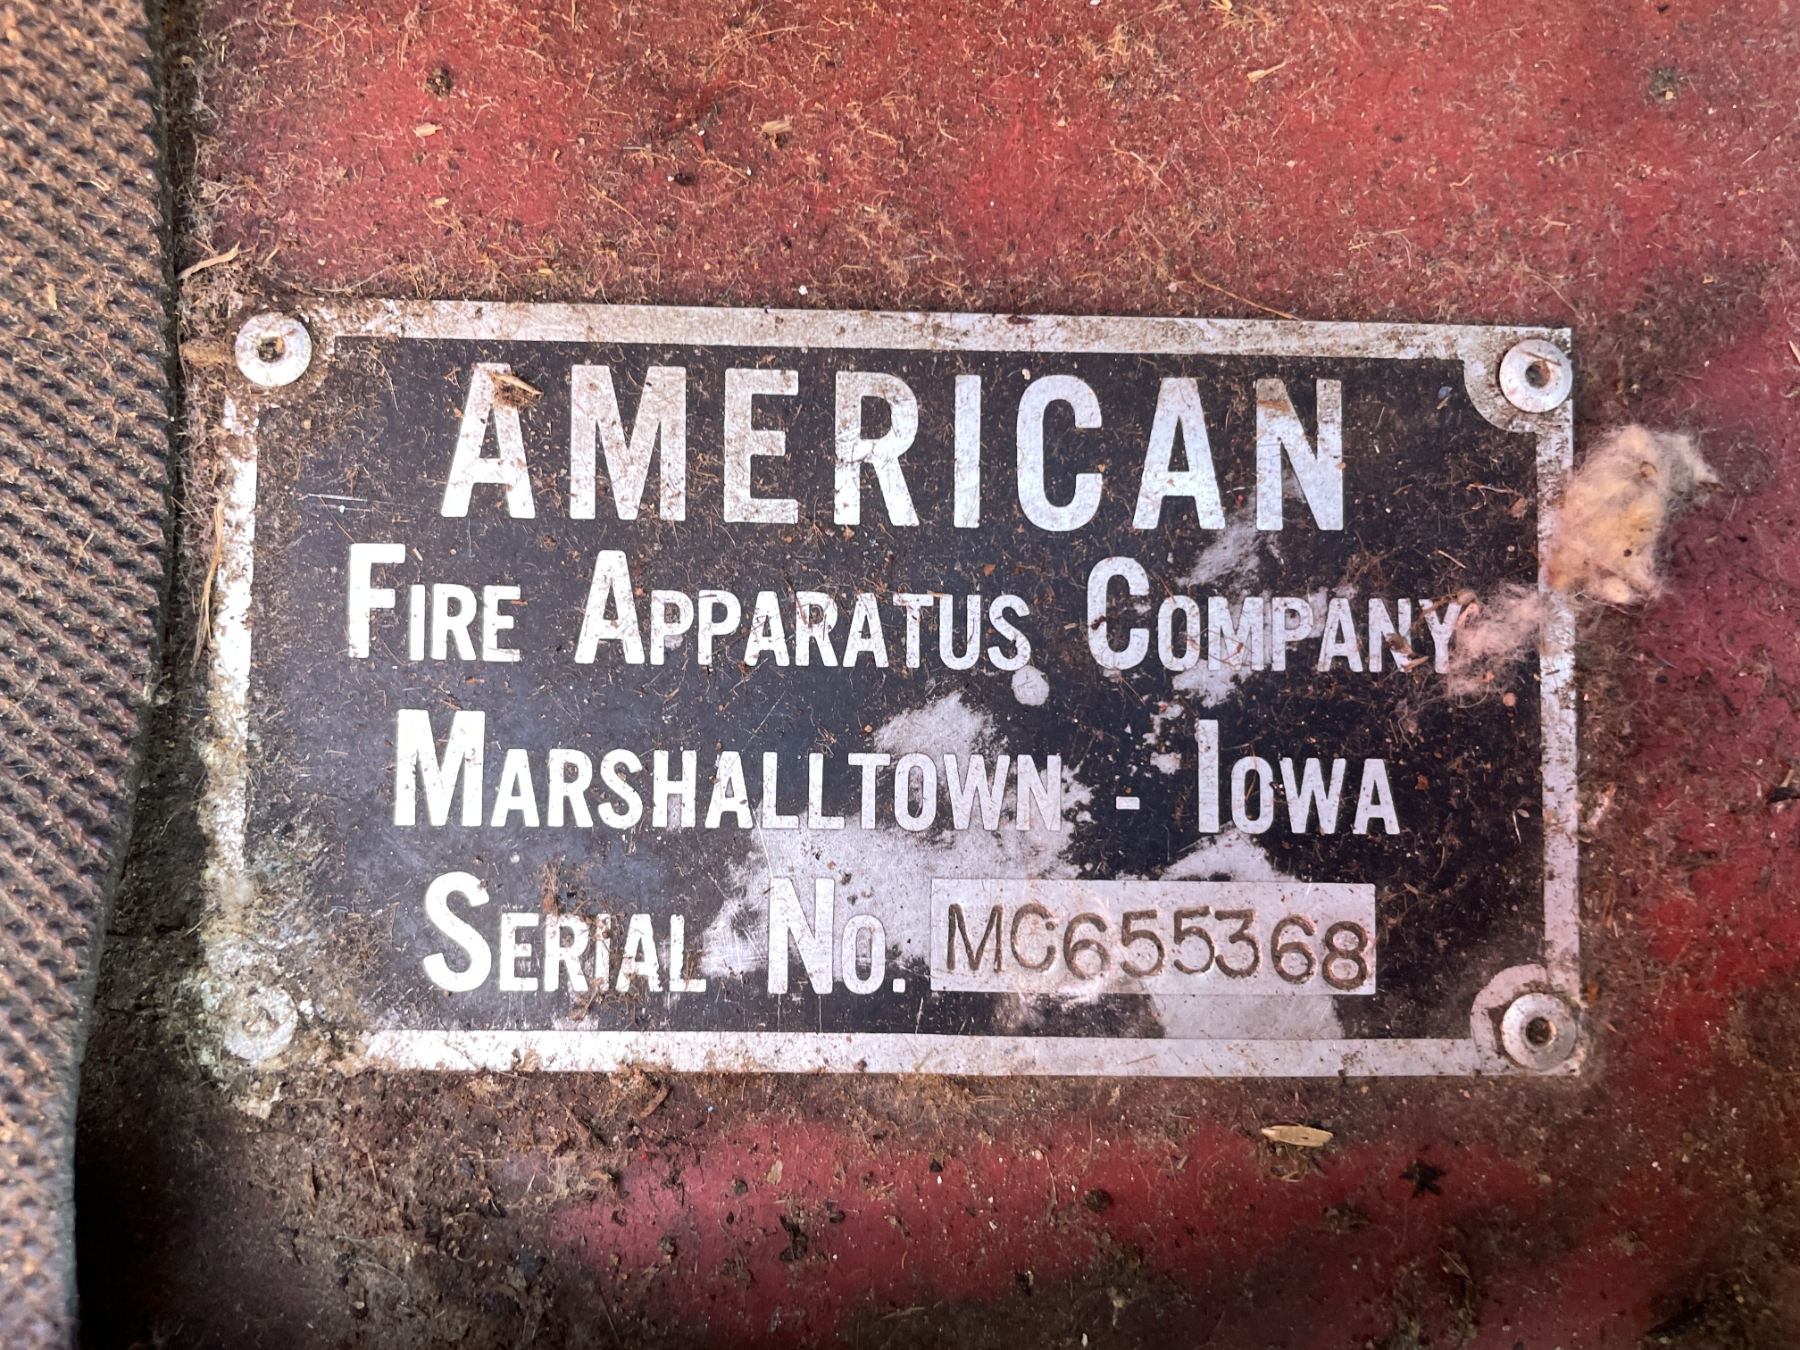 AMERICAN
FIRE APPARATUS COMPANY
MARSHALLTOWN - IOWA
SERIAL NO. MC655368